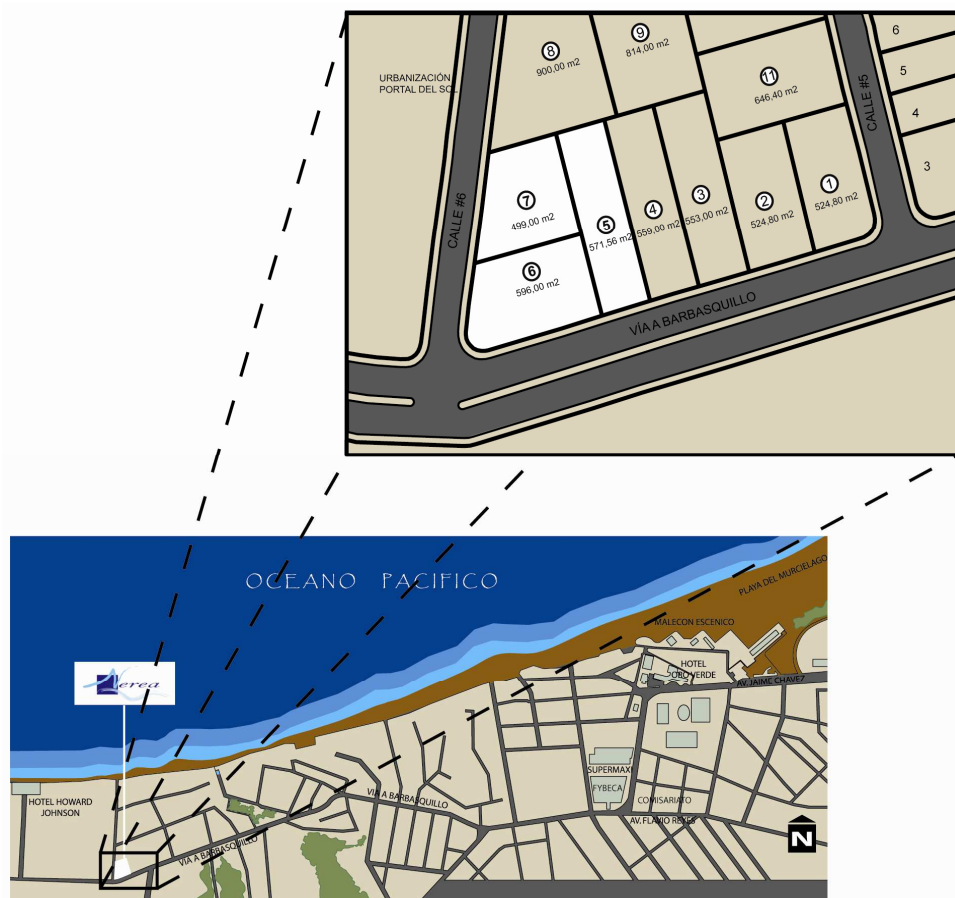 6
9
814,00 m2
8
900,00 m2
5
11
646,40 m2
URBANIZACIÓN
PORTAL DEL SOL
CALLE #5
4
3
7
499,00 m2
5
571,56 m2
4
559,00 m2
3
553,00 m2
2
524,80 m2
1
524,80 m2
CALLE #6
6
596,00 m2
VÍA A BARBASQUILLO
OCEANO PACIFICO
PLAYA DEL MURCIELAGO
MALECON ESCENICO
HOTEL
ORO VERDE
AV. JAIME CHAVEZ
Aerea
SUPERMAXI
FYBECA
HOTEL HOWARD
JOHNSON
VIA A BARBASQUILLO
COMISARIATO
AV. FLAVIO REYES
VÍA A BARBASQUILLO
N